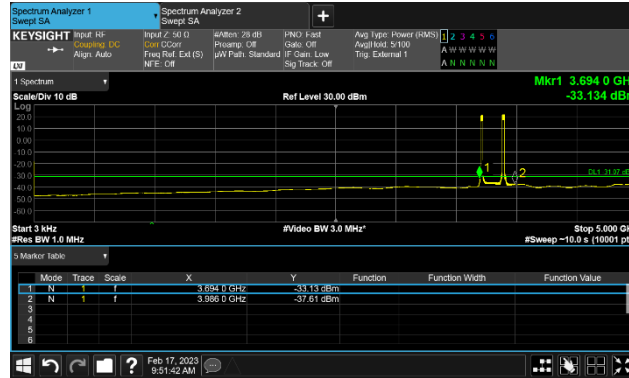 Spectrum Analyzer 1
Swept SA
Spectrum Analyzer 2
Swept SA
KEYSIGHT
Input: RF
Coupling: DC
Align: Auto
Input Z: 50 Ω
Corr CCorr
Freq Ref: Ext (S)
NFE: Off
#Atten: 28 dB
Preamp: Off
µW Path: Standard
PNO: Fast
Gate: Off
IF Gain: Low
Sig Track: Off
Avg Type: Power (RMS)
Avg|Hold: 5/100
Trig: External 1
1 2 3 4 5 6
A W W W W W
A N N N N N
LXI
1 Spectrum
Scale/Div 10 dB
Ref Level 30.00 dBm
Mkr1 3.694 0 GHz
-33.134 dBm
Log
20.0
10.0
0.00
-10.0
-20.0
-30.0
-40.0
-50.0
-60.0
1
2
Start 3 kHz
#Res BW 1.0 MHz
#Video BW 3.0 MHz*
Stop 5.000 GHz
#Sweep ~10.0 s (10001 pt
5 Marker Table
Mode Trace Scale X Y Function Function Width Function Value
1 N 1 f 3.694 0 GHz -33.13 dBm
2 N 1 f 3.986 0 GHz -37.61 dBm
3
4
5
6
?
Feb 17, 2023
9:51:42 AM